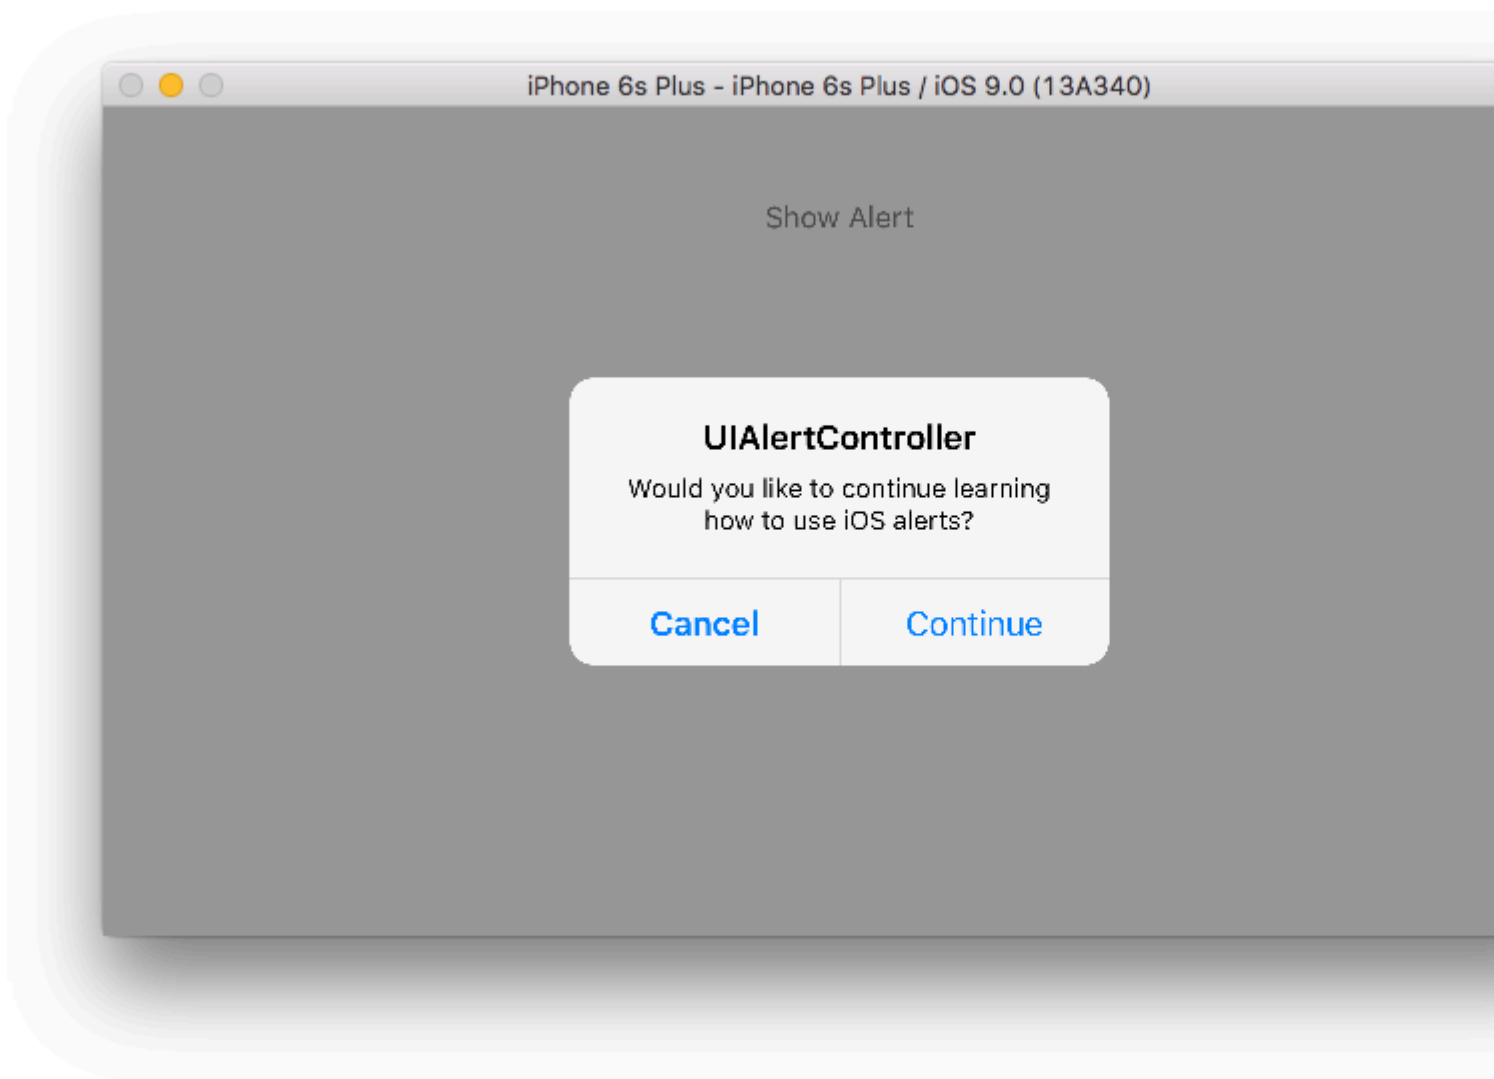 iPhone 6s Plus - iPhone 6s Plus / iOS 9.0 (13A340)
Show Alert
UIAlertController
Would you like to continue learning
how to use iOS alerts?
Cancel
Continue